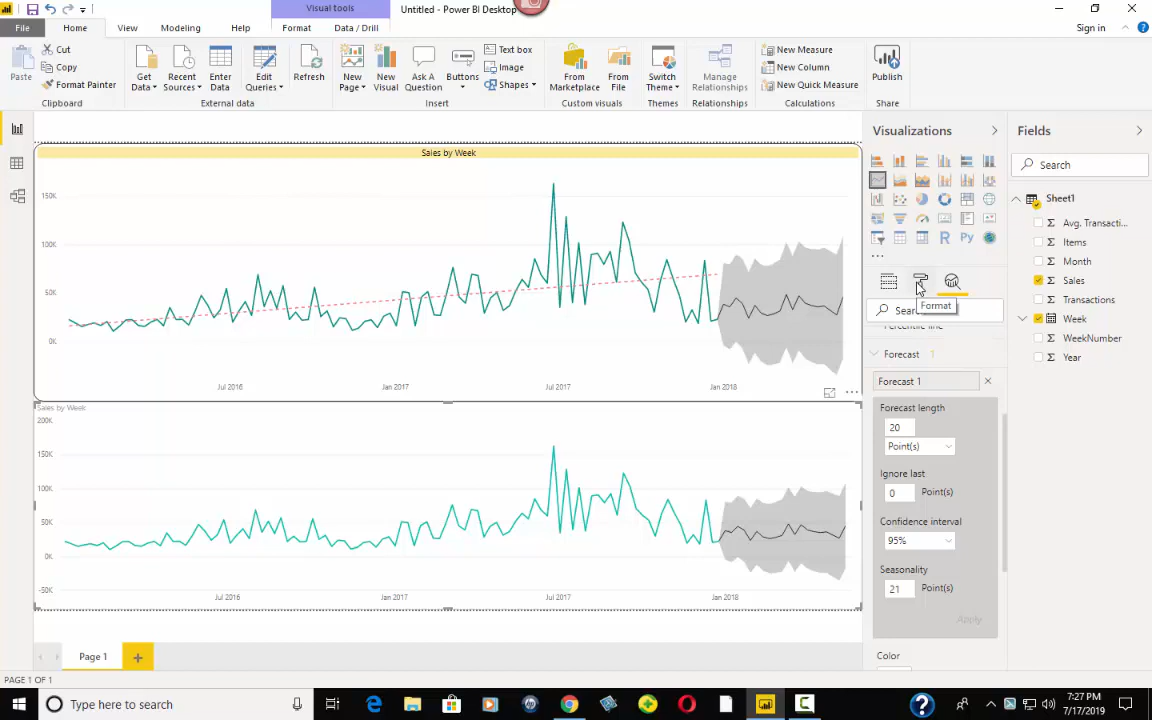 Visual tools
Untitled - Power BI Desktop
Sign in
File
Home
View
Modeling
Help
Format
Data / Drill
Paste
Cut
Copy
Format Painter
Clipboard
Get Data
Recent Sources
Enter Data
Edit Queries
Refresh
External data
New Page
New Visual
Ask A Question
Buttons
Text box
Image
Shapes
Insert
From Marketplace
From File
Custom visuals
Switch Theme
Themes
Manage Relationships
Relationships
New Measure
New Column
New Quick Measure
Calculations
Publish
Share
Sales by Week
150K
100K
50K
0K
Jul 2016
Jan 2017
Jul 2017
Jan 2018
Sales by Week
200K
150K
100K
50K
0K
-50K
Jul 2016
Jan 2017
Jul 2017
Jan 2018
Visualizations
R
Py
Format
Forecast 1
Forecast 1
Forecast length
20
Point(s)
Ignore last
0 Point(s)
Confidence interval
95%
Seasonality
21 Point(s)
Apply
Color
Fields
Search
Sheet1
Avg. Transacti...
Items
Month
Sales
Transactions
Week
WeekNumber
Year
Page 1
PAGE 1 OF 1
Type here to search
7:27 PM
7/17/2019